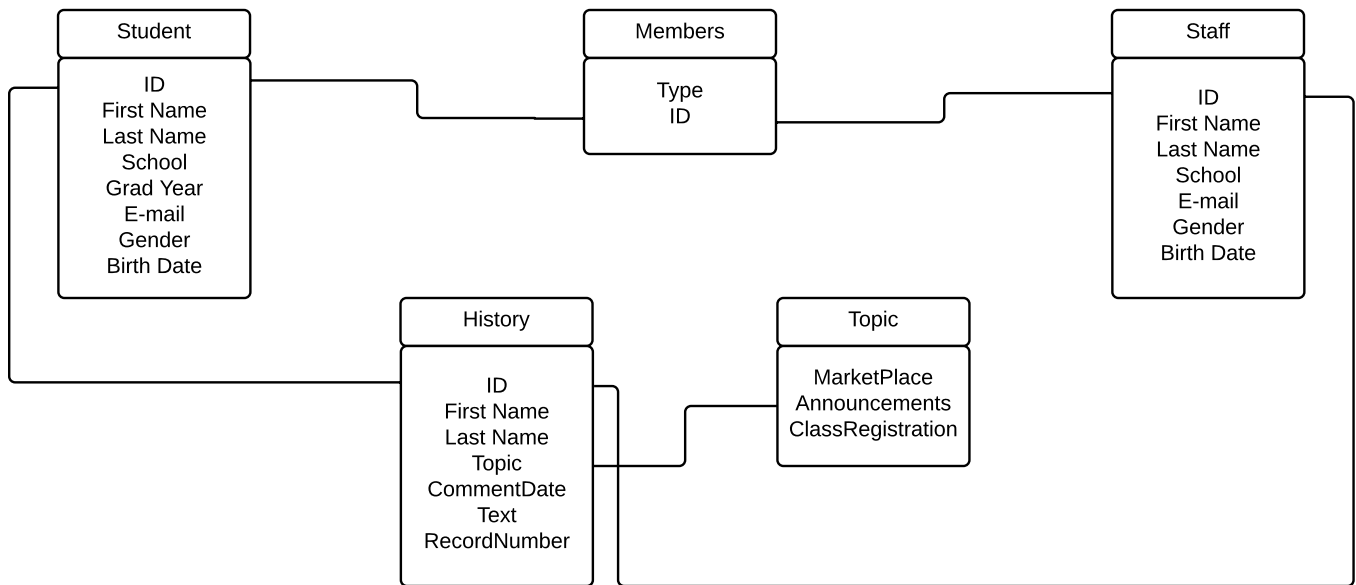 Student
ID
First Name
Last Name
School
Grad Year
E-mail
Gender
Birth Date
Members
Type
ID
Staff
ID
First Name
Last Name
School
E-mail
Gender
Birth Date
History
ID
First Name
Last Name
Topic
CommentDate
Text
RecordNumber
Topic
MarketPlace
Announcements
ClassRegistration